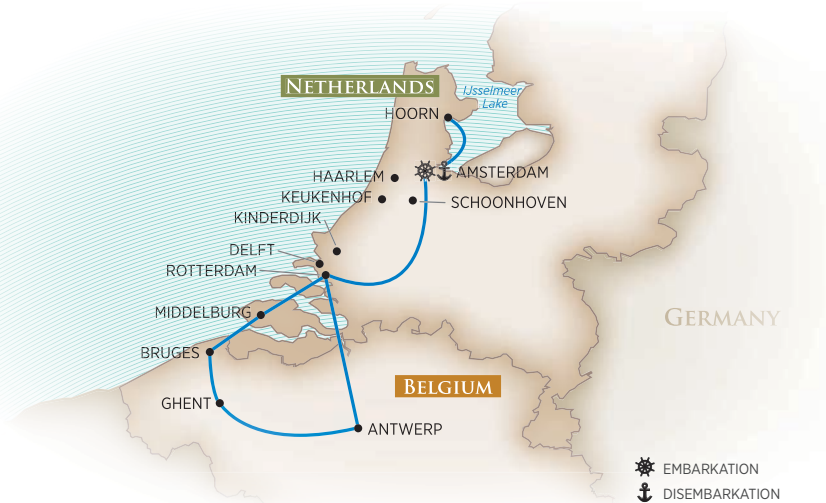 NETHERLANDS
IJsselmeer
Lake
HOORN
HAARLEM
AMSTERDAM
KEUKENHOF
SCHOONHOVEN
KINDERDIJK
DELFT
ROTTERDAM
MIDDELBURG
GERMANY
BRUGES
BELGIUM
GHENT
ANTWERP
EMBARKATION
DISEMBARKATION